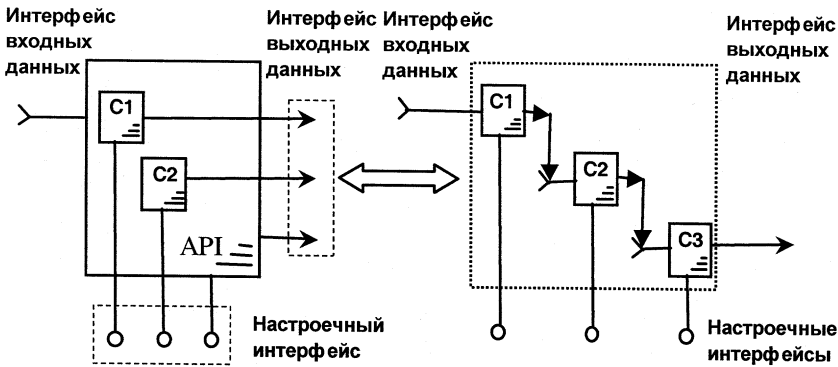 Интерфейс
входных
данных
Интерфейс
выходных
данных
Интерфейс
входных
данных
Интерфейс
выходных
данных
C1
C2
API
C1
C2
C3
Настроечный
интерфейс
Настроечные
интерфейсы